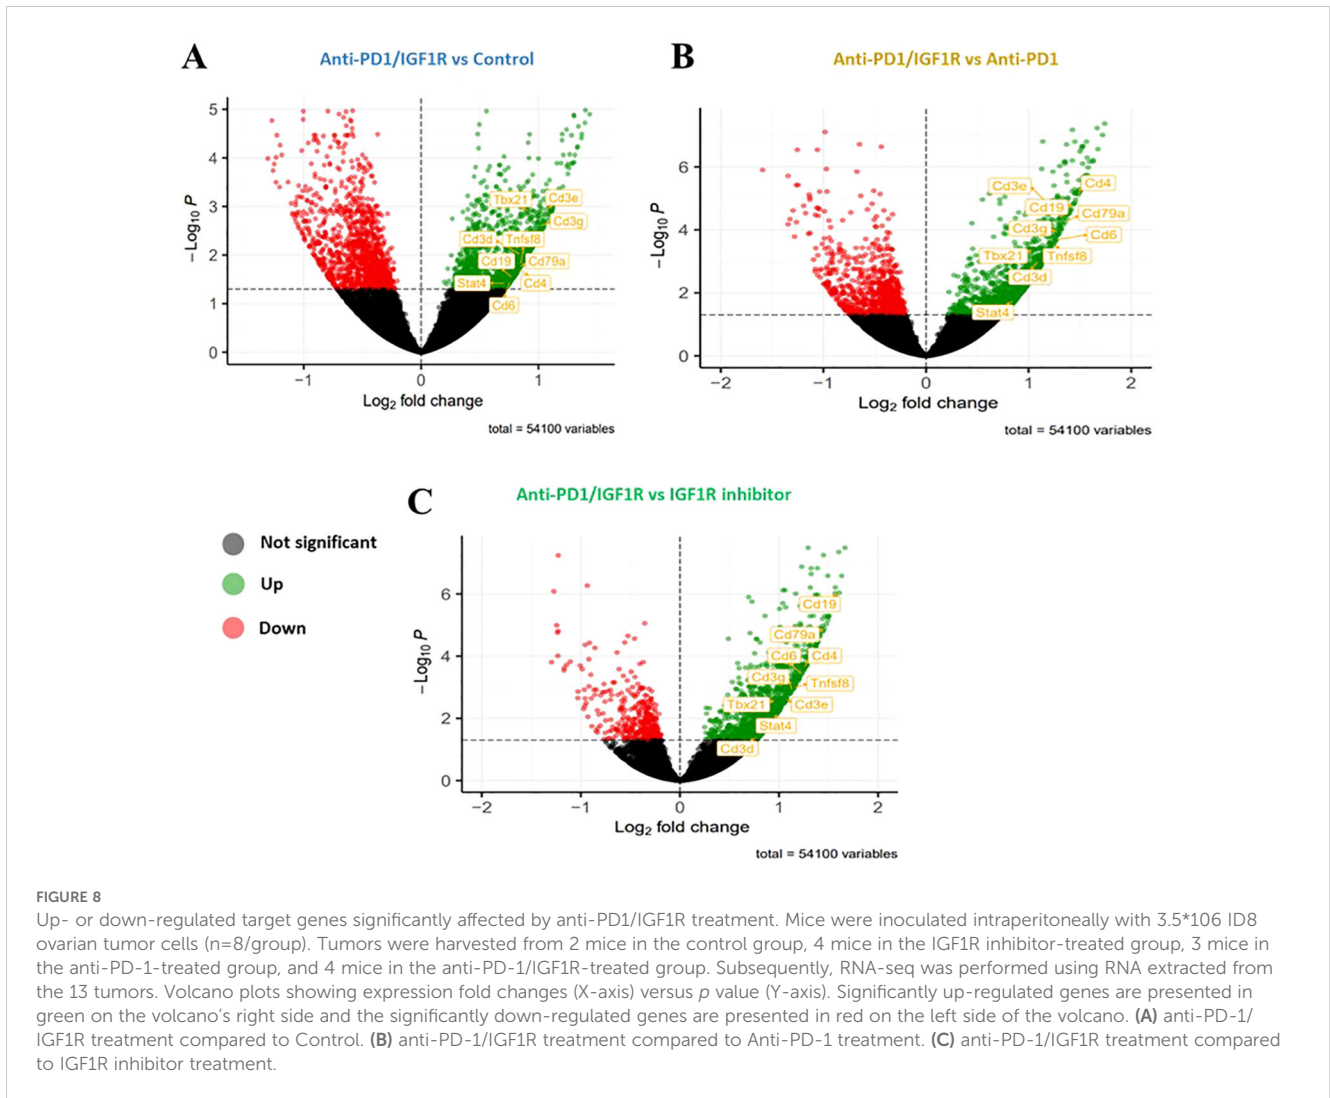 A
Anti-PD1/IGF1R vs Control
5
4
3
2
1
0
−Log10 P
Tbx21
Cd3e
Cd3g
Cd3d
Tnfsf8
Cd19
Cd79a
Stat4
Cd4
Cd6
−1
0
1
Log2 fold change
total = 54100 variables
B
Anti-PD1/IGF1R vs Anti-PD1
6
4
2
0
−Log10 P
Cd3e
Cd4
Cd19
Cd79a
Cd3g
Cd6
Tbx21
Tnfsf8
Cd3d
Stat4
−2
−1
0
1
2
Log2 fold change
total = 54100 variables
C
Anti-PD1/IGF1R vs IGF1R inhibitor
Not significant
Up
Down
6
4
2
0
−Log10 P
Cd19
Cd79a
Cd6
Cd4
Cd3g
Tnfsf8
Tbx21
Cd3e
Stat4
Cd3d
−2
−1
0
1
2
Log2 fold change
total = 54100 variables
FIGURE 8
Up- or down-regulated target genes significantly affected by anti-PD1/IGF1R treatment. Mice were inoculated intraperitoneally with 3.5*106 ID8
ovarian tumor cells (n=8/group). Tumors were harvested from 2 mice in the control group, 4 mice in the IGF1R inhibitor-treated group, 3 mice in
the anti-PD-1-treated group, and 4 mice in the anti-PD-1/IGF1R-treated group. Subsequently, RNA-seq was performed using RNA extracted from
the 13 tumors. Volcano plots showing expression fold changes (X-axis) versus p value (Y-axis). Significantly up-regulated genes are presented in
green on the volcano's right side and the significantly down-regulated genes are presented in red on the left side of the volcano. (A) anti-PD-1/
IGF1R treatment compared to Control. (B) anti-PD-1/IGF1R treatment compared to Anti-PD-1 treatment. (C) anti-PD-1/IGF1R treatment compared
to IGF1R inhibitor treatment.